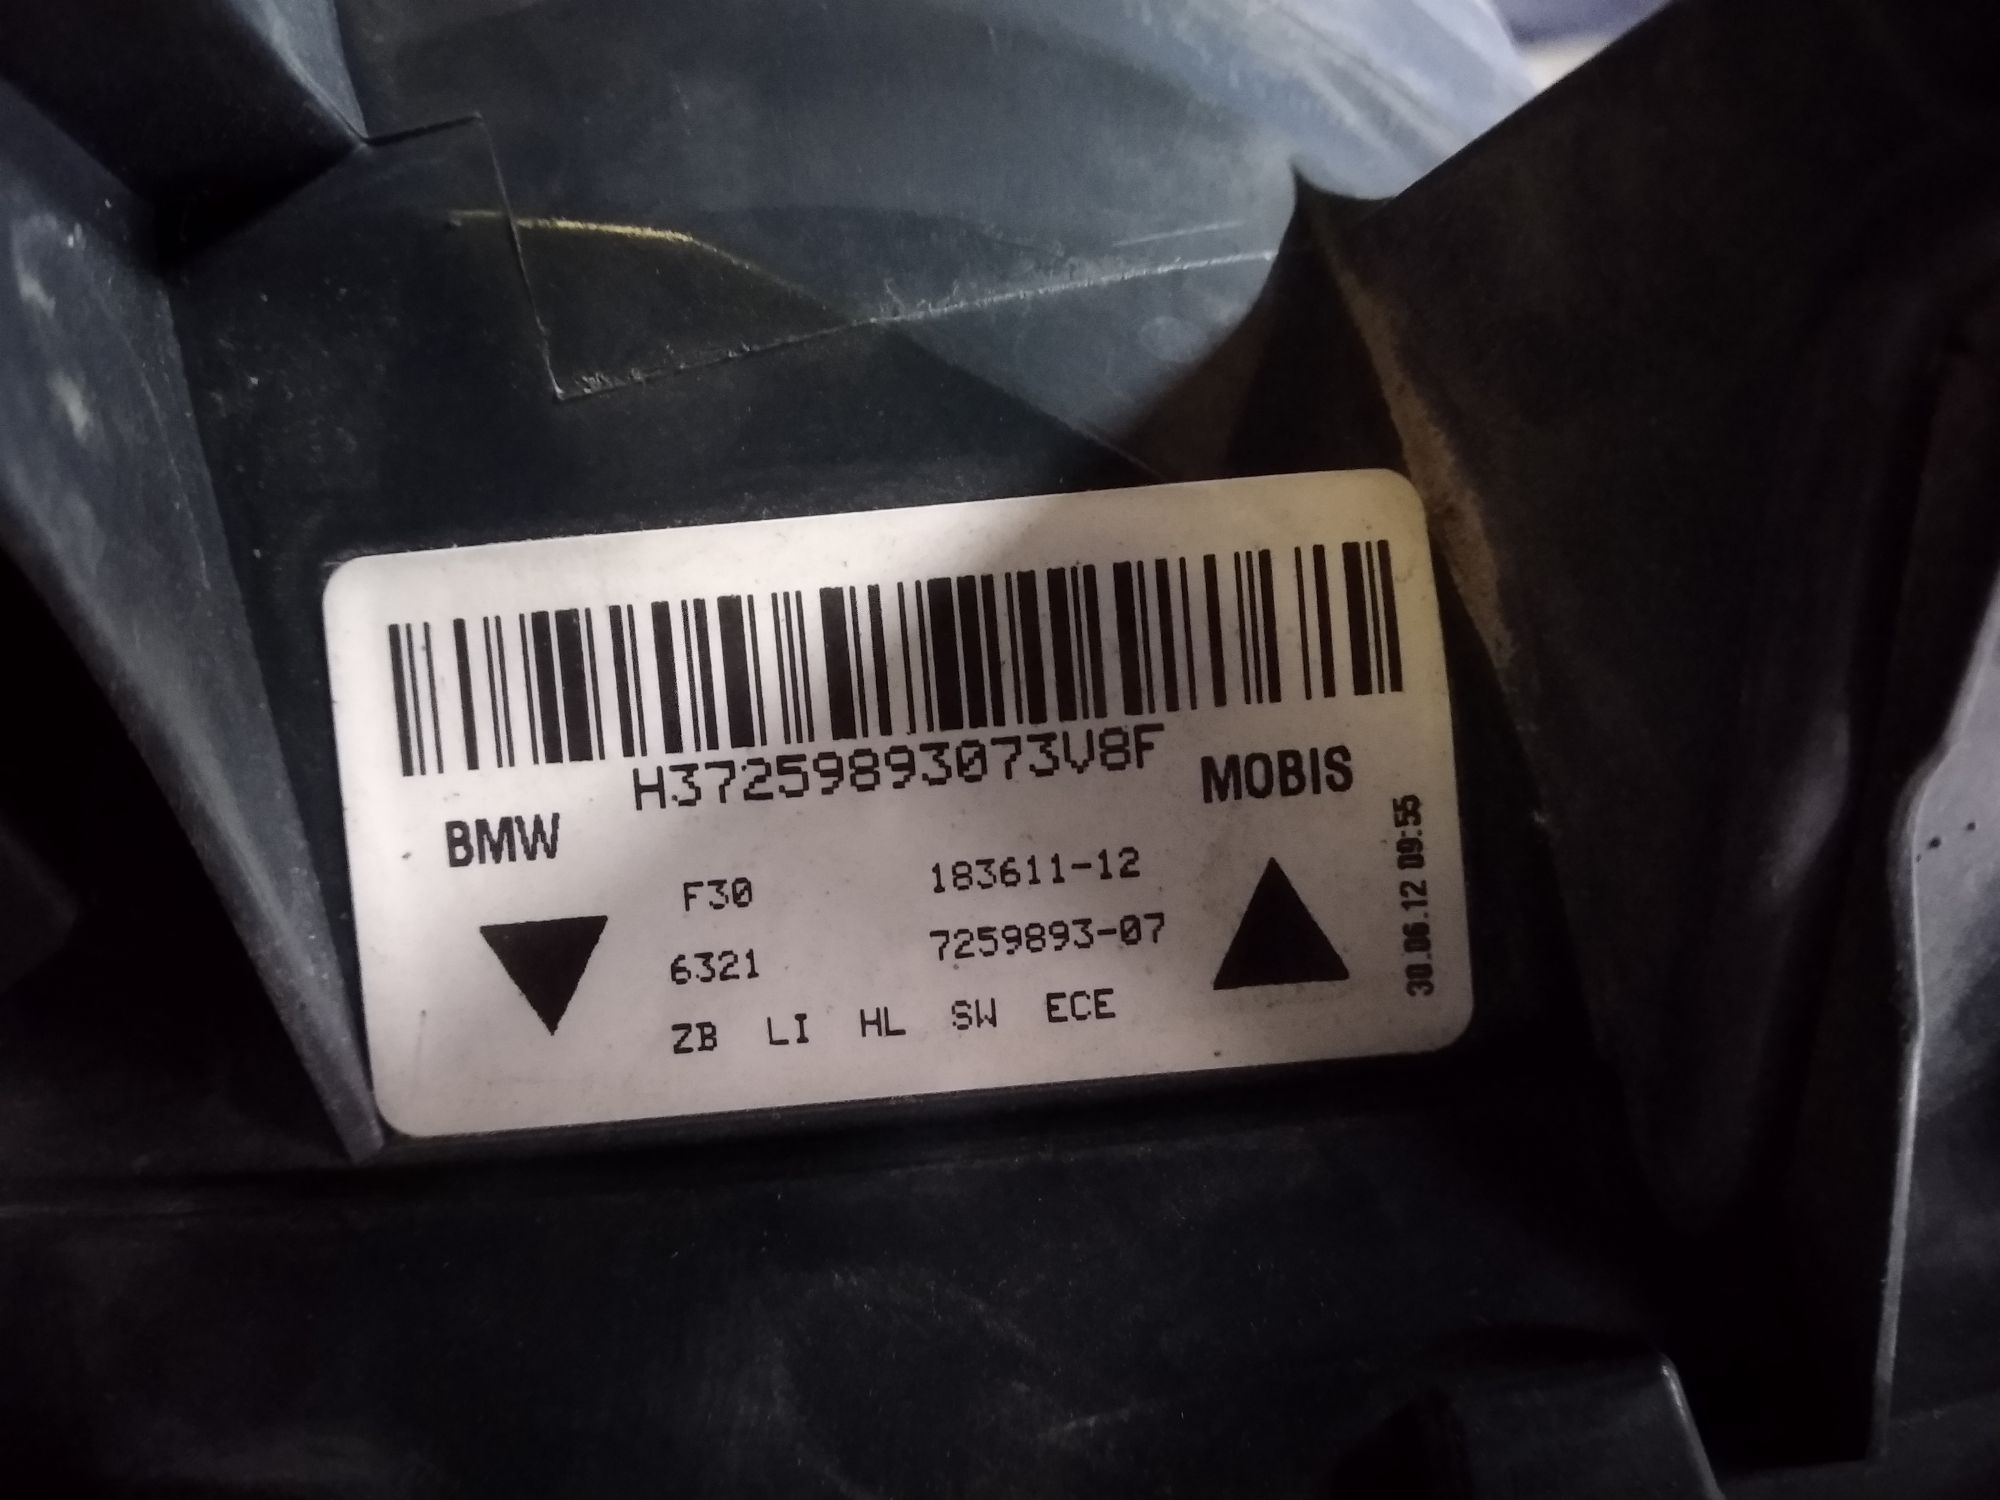 H37259893073V8F
BMW
MOBIS
F30 183611-12
6321 7259893-07
ZB LI HL SW ECE
30.06.12 09:55